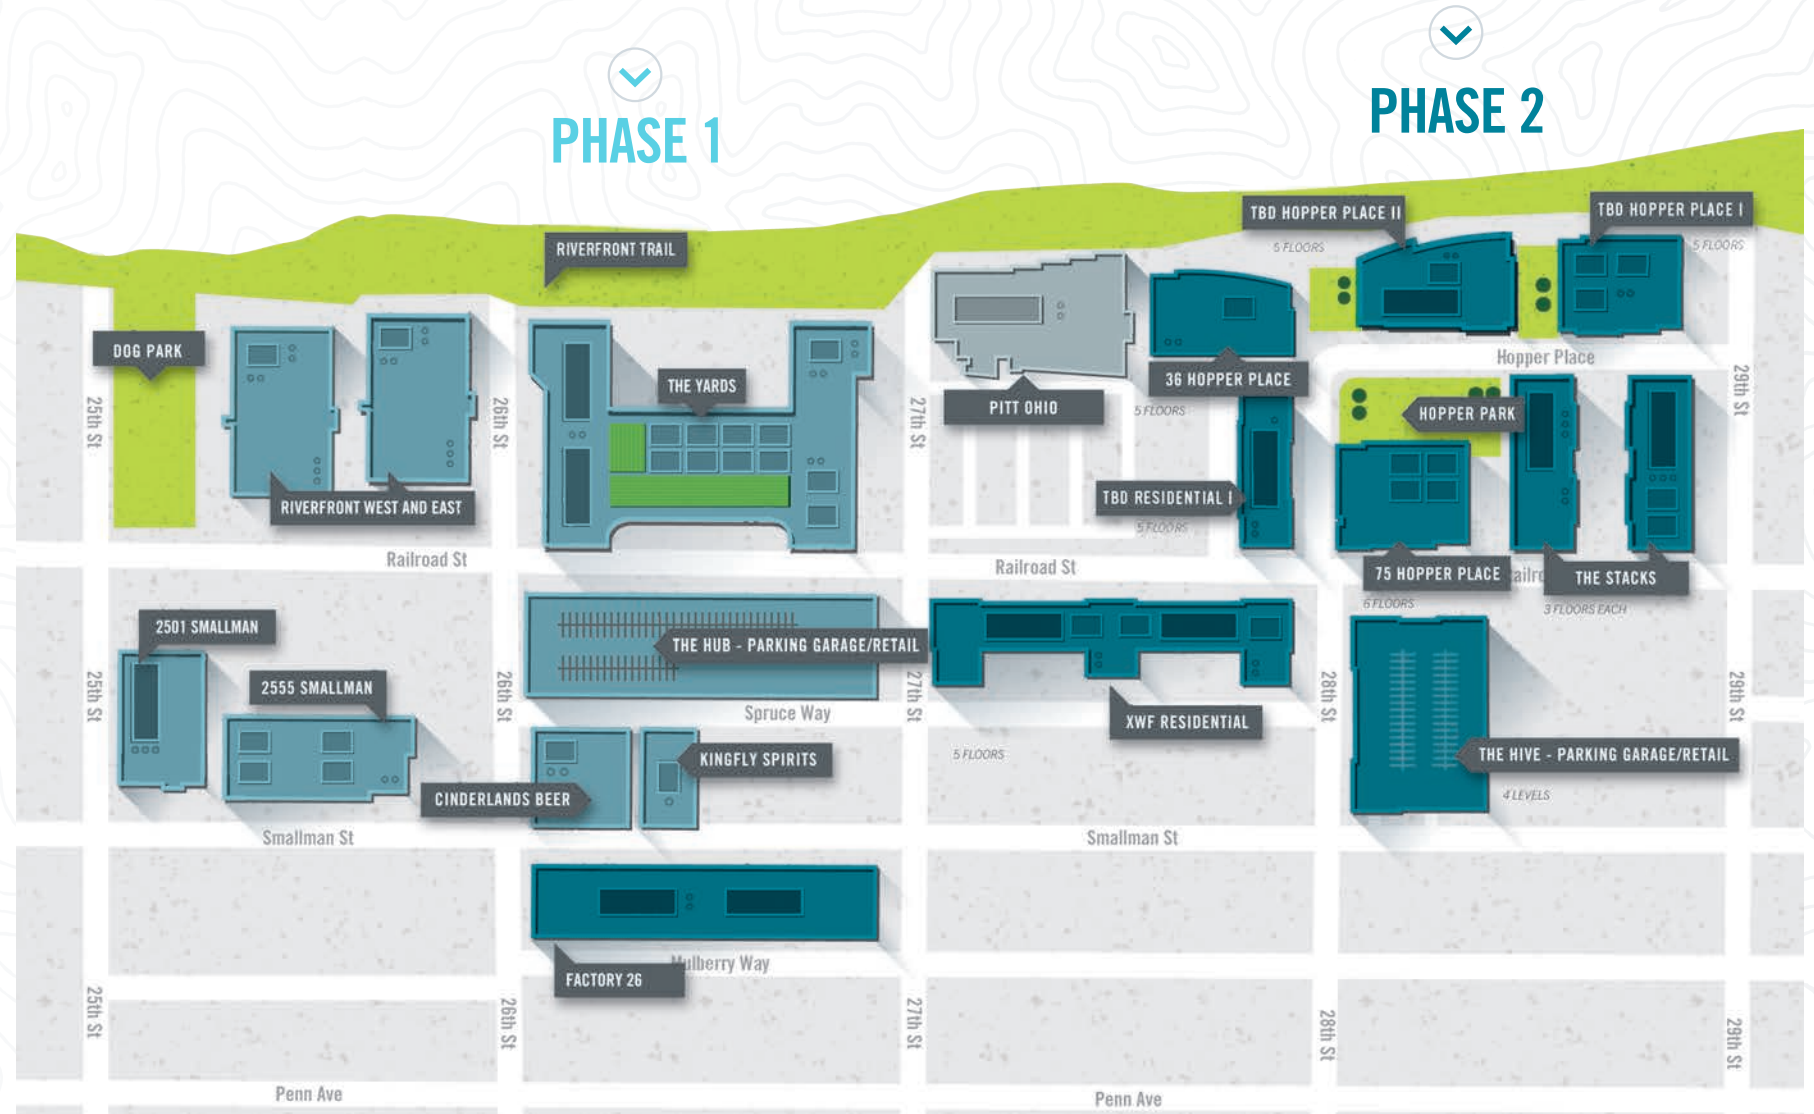 PHASE 1
PHASE 2
TBD HOPPER PLACE II
TBD HOPPER PLACE I
5 FLOORS
5 FLOORS
RIVERFRONT TRAIL
DOG PARK
THE YARDS
Hopper Place
36 HOPPER PLACE
PITT OHIO
5 FLOORS
HOPPER PARK
25th St
26th St
27th St
29th St
RIVERFRONT WEST AND EAST
TBD RESIDENTIAL I
5 FLOORS
Railroad St
Railroad St
75 HOPPER PLACE
THE STACKS
6 FLOORS
3 FLOORS EACH
2501 SMALLMAN
THE HUB - PARKING GARAGE/RETAIL
2555 SMALLMAN
25th St
26th St
27th St
28th St
29th St
Spruce Way
XWF RESIDENTIAL
5 FLOORS
KINGFLY SPIRITS
THE HIVE - PARKING GARAGE/RETAIL
CINDERLANDS BEER
4 LEVELS
Smallman St
Smallman St
Mulberry Way
FACTORY 26
25th St
26th St
27th St
28th St
29th St
Penn Ave
Penn Ave